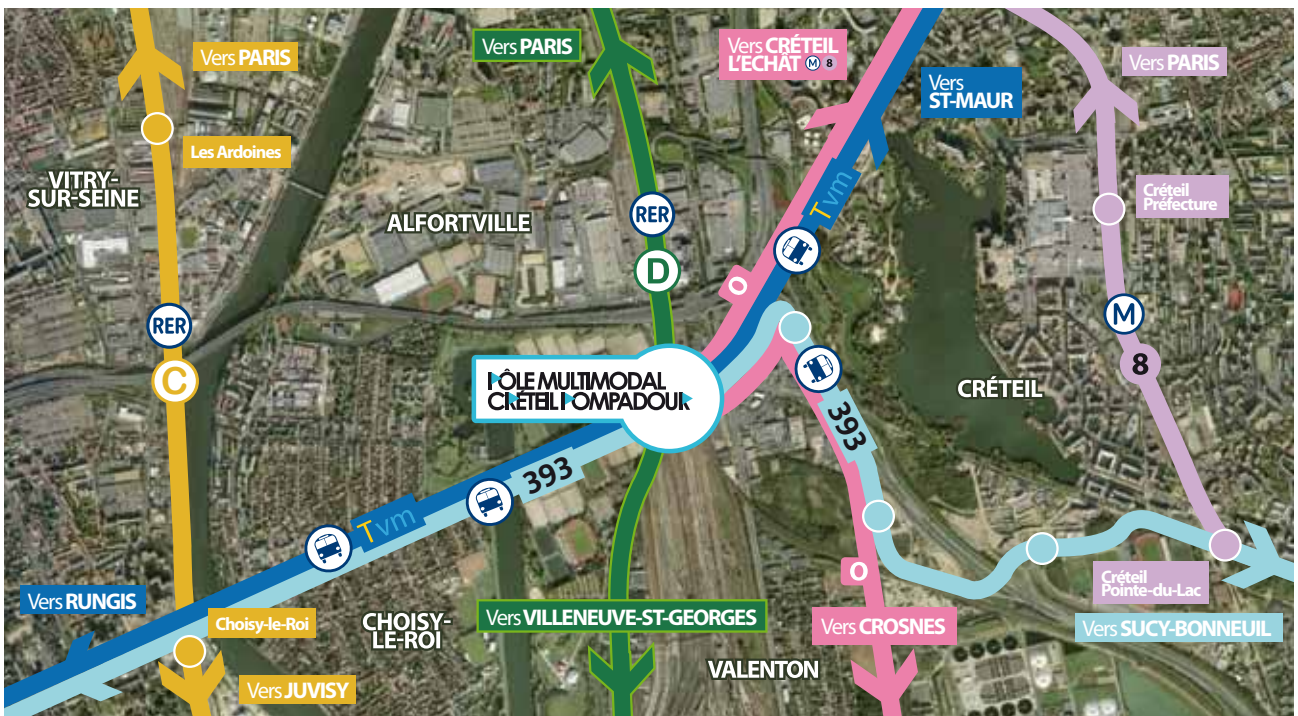 Vers PARIS
Vers PARIS
Vers CRÉTEIL
L'ECHÂT M 8
Vers
ST-MAUR
Vers PARIS
Les Ardoines
VITRY-
SUR-SEINE
ALFORTVILLE
RER
D
Tvm
O
Créteil
Préfecture
RER
C
M
8
PÔLE MULTIMODAL
CRÉTEIL POMPADOUR
CRÉTEIL
393
393
Tvm
O
Vers RUNGIS
Choisy-le-Roi
CHOISY-
LE-ROI
Vers VILLENEUVE-ST-GEORGES
Vers CROSNES
Créteil
Pointe-du-Lac
Vers SUCY-BONNEUIL
VALENTON
Vers JUVISY